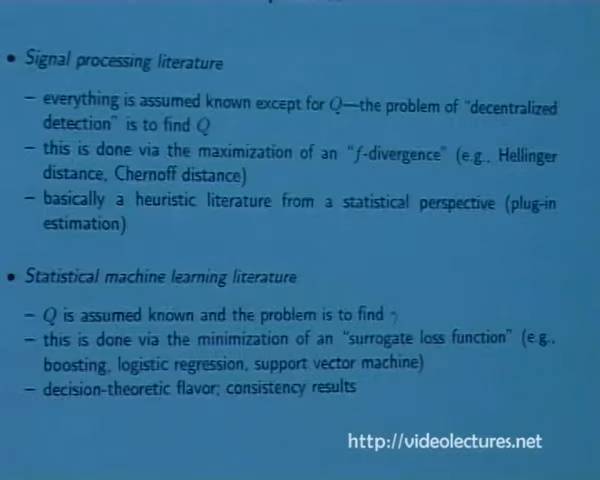 • Signal processing literature
– everything is assumed known except for Q—the problem of "decentralized
detection" is to find Q
– this is done via the maximization of an "f-divergence" (e.g., Hellinger
distance, Chernoff distance)
– basically a heuristic literature from a statistical perspective (plug-in
estimation)
• Statistical machine learning literature
– Q is assumed known and the problem is to find γ
– this is done via the minimization of an "surrogate loss function" (e.g.,
boosting, logistic regression, support vector machine)
– decision-theoretic flavor; consistency results
http://videolectures.net